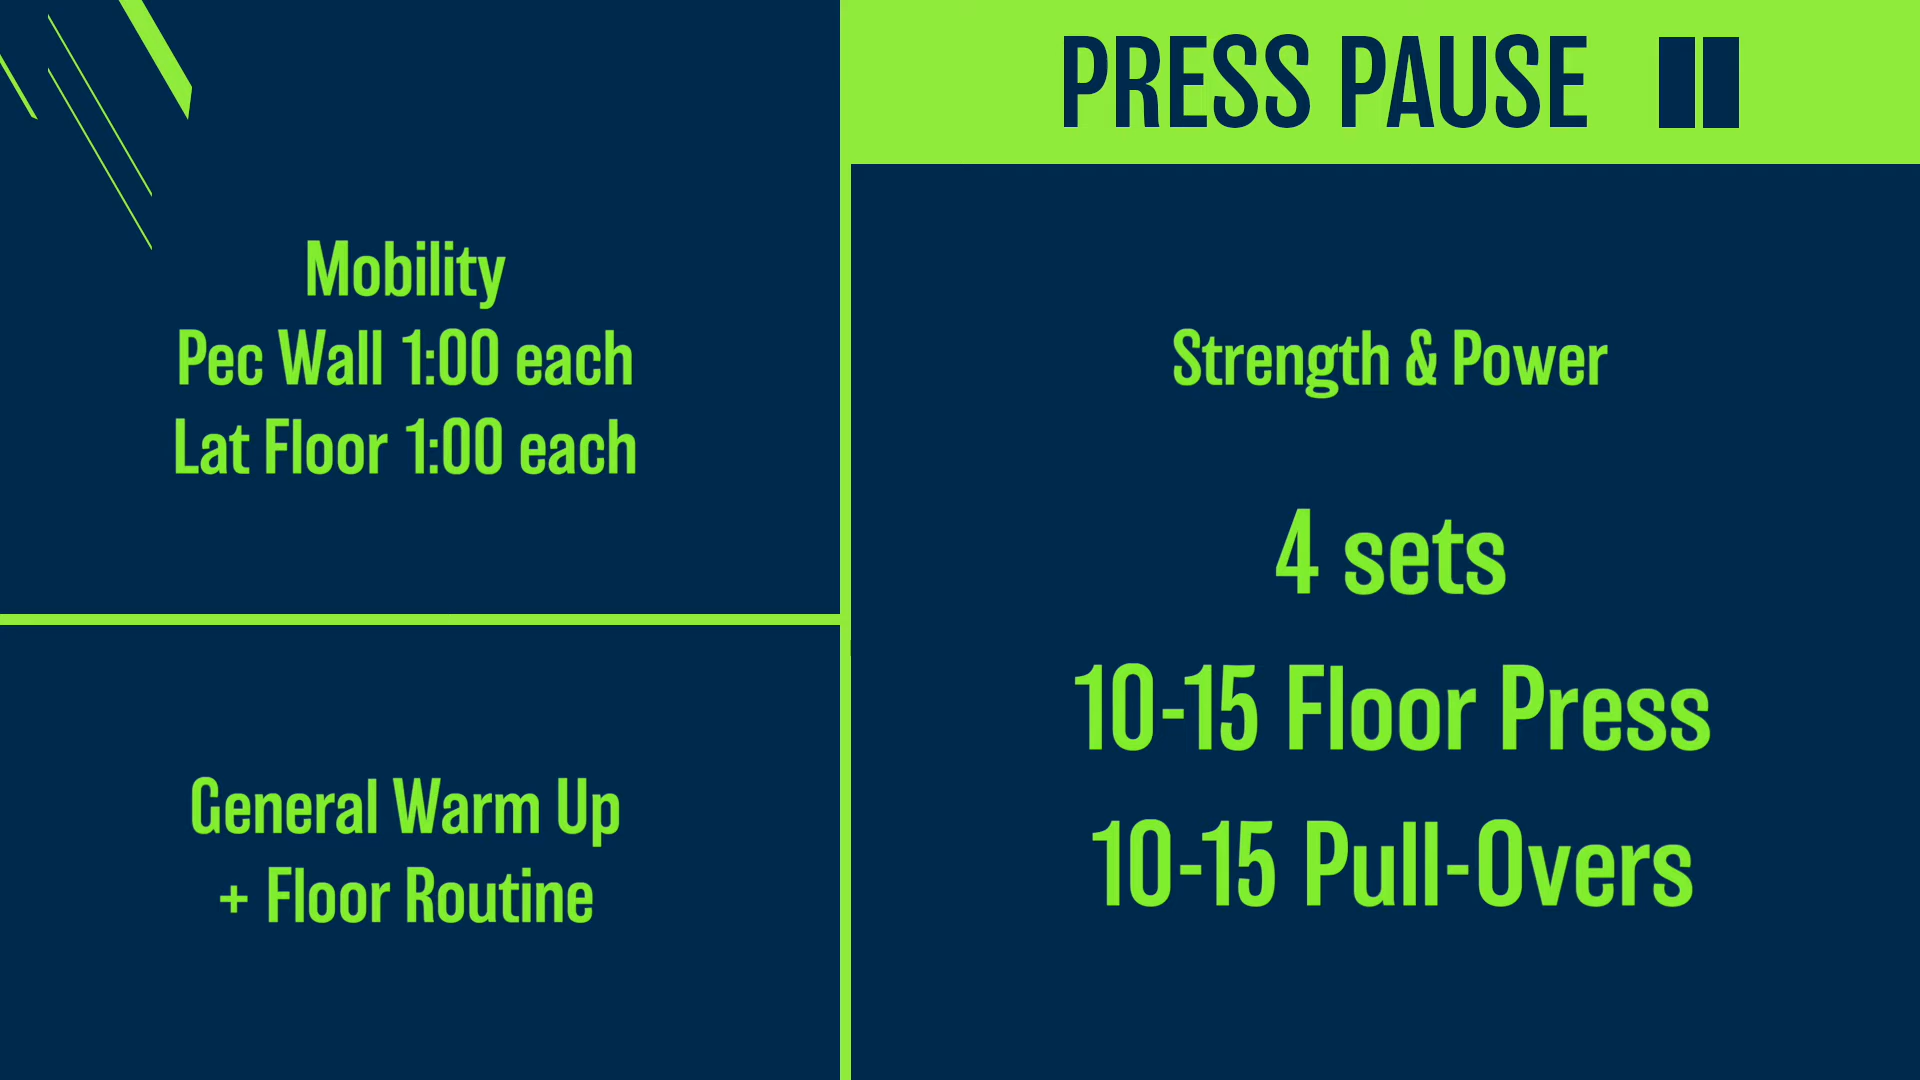 PRESS PAUSE
Mobility
Pec Wall 1:00 each
Lat Floor 1:00 each
General Warm Up
+ Floor Routine
Strength & Power
4 sets
10-15 Floor Press
10-15 Pull-Overs